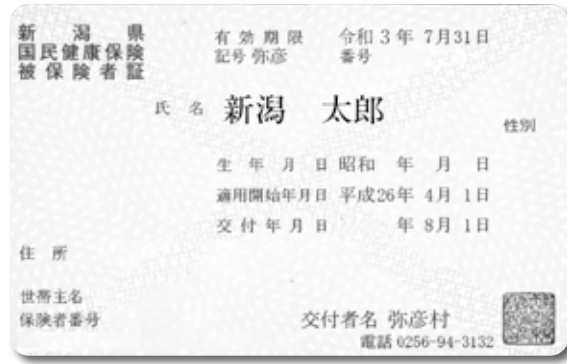 新潟県
国民健康保険
被保険者証
有効期限 令和3年 7月31日
記号 弥彦 番号
氏名 新潟 太郎
性別
生年月日 昭和 年 月 日
適用開始年月日 平成26年 4月 1日
交付年月日 年 8月 1日
住所
世帯主名
保険者番号
交付者名 弥彦村
電話 0256-94-3132